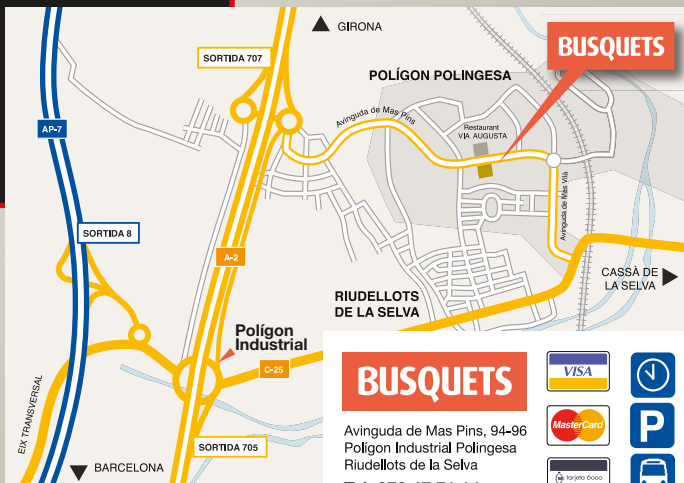 GIRONA
BUSQUETS
SORTIDA 707
POLÍGON POLINGESA
Avinguda de Mas Pins
Restaurant
VIA AUGUSTA
AP-7
Avinguda de Mas Vilà
SORTIDA 8
A-2
CASSÀ DE
LA SELVA
RIUDELLOTS
DE LA SELVA
Polígon
Industrial
C-25
EIX TRANSVERSAL
SORTIDA 705
BARCELONA
BUSQUETS
Avinguda de Mas Pins, 94-96
Polígon Industrial Polingesa
Riudellots de la Selva
VISA
MasterCard
tarjeta 6000
P